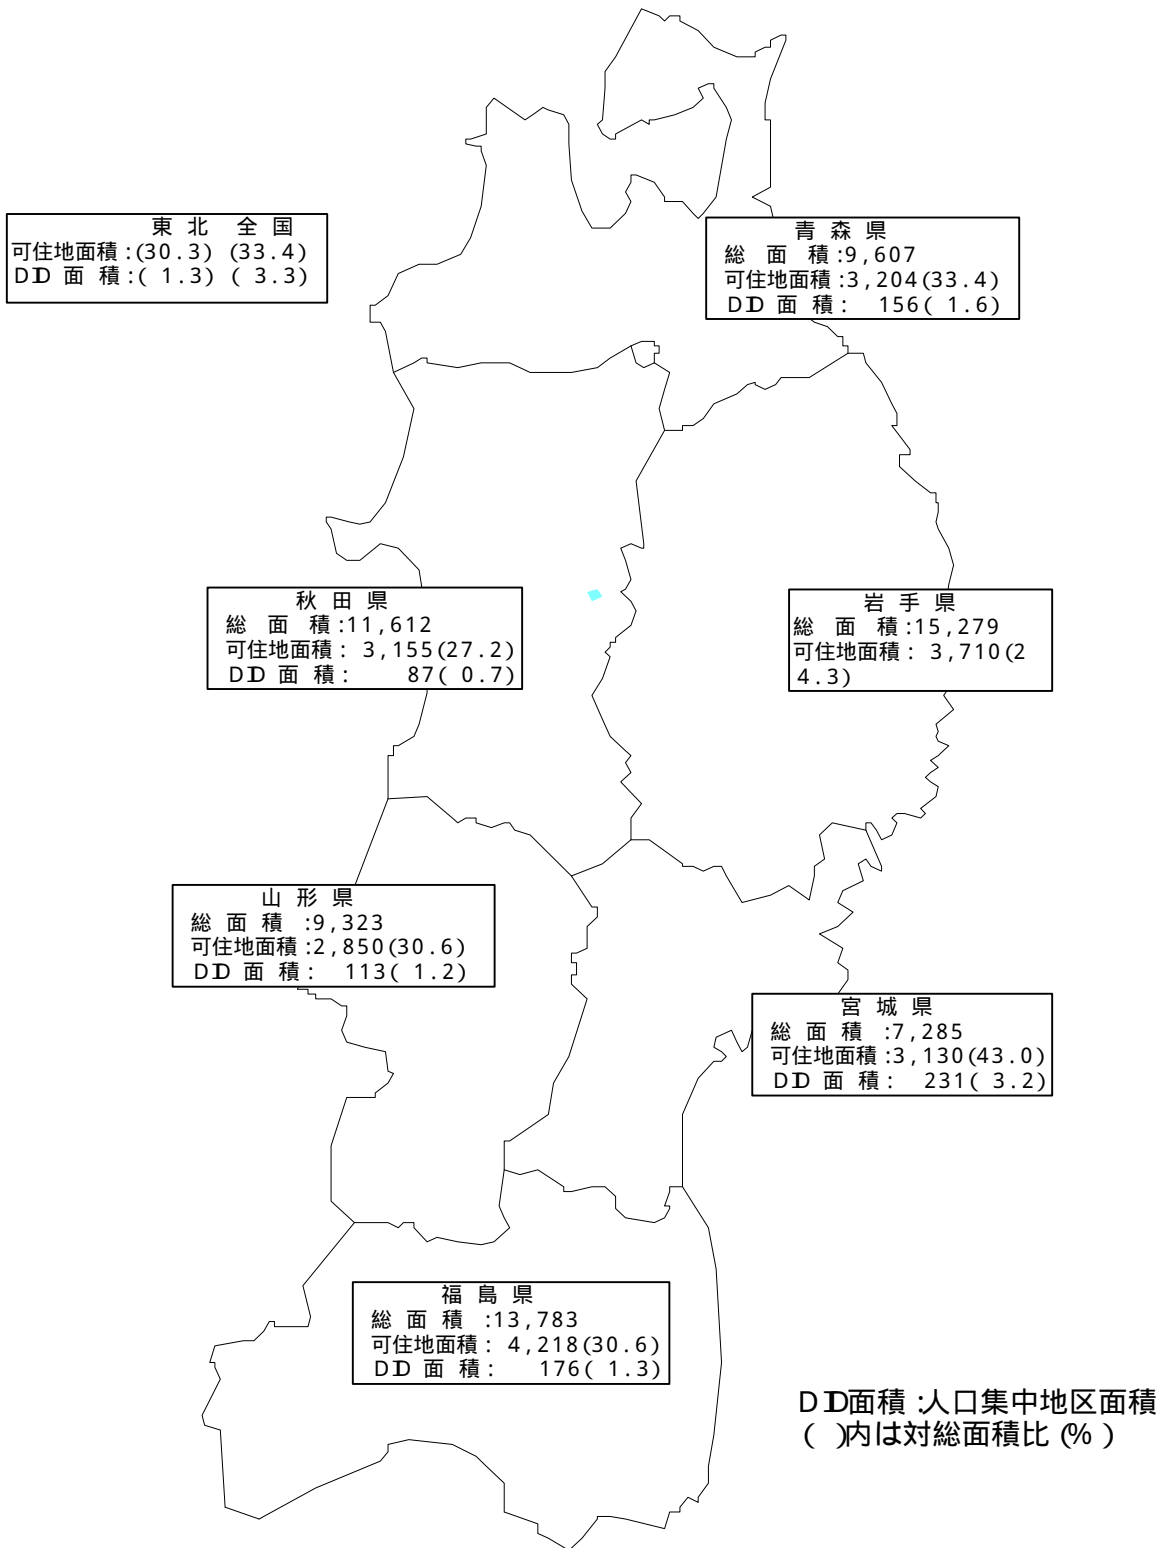 東北 全国
可住地面積:(30.3) (33.4)
DID面積:( 1.3) ( 3.3)
青森県
総面積:9,607
可住地面積:3,204(33.4)
DID面積: 156( 1.6)
秋田県
総面積:11,612
可住地面積: 3,155(27.2)
DID面積: 87( 0.7)
岩手県
総面積:15,279
可住地面積: 3,710(2
4.3)
山形県
総面積:9,323
可住地面積:2,850(30.6)
DID面積: 113( 1.2)
宮城県
総面積:7,285
可住地面積:3,130(43.0)
DID面積: 231( 3.2)
福島県
総面積:13,783
可住地面積: 4,218(30.6)
DID面積: 176( 1.3)
DID面積:人口集中地区面積
( )内は対総面積比(%)